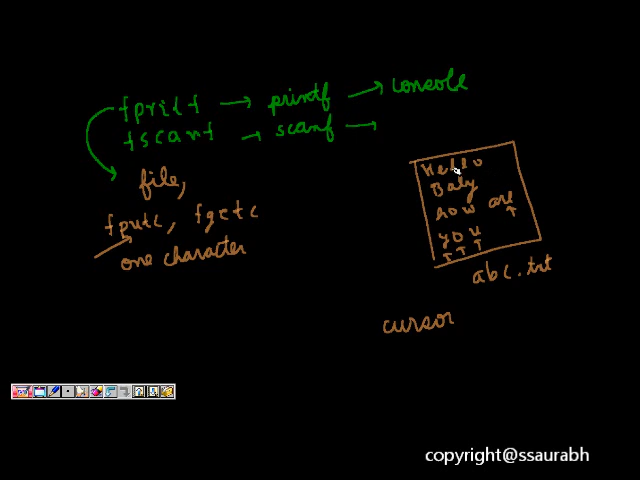 fpritf → printf → console
fscanf → scanf →
file,
fputc, fgetc
one character
Hello
Baby
how are
you
abc.txt
cursor
copyright@ssaurabh